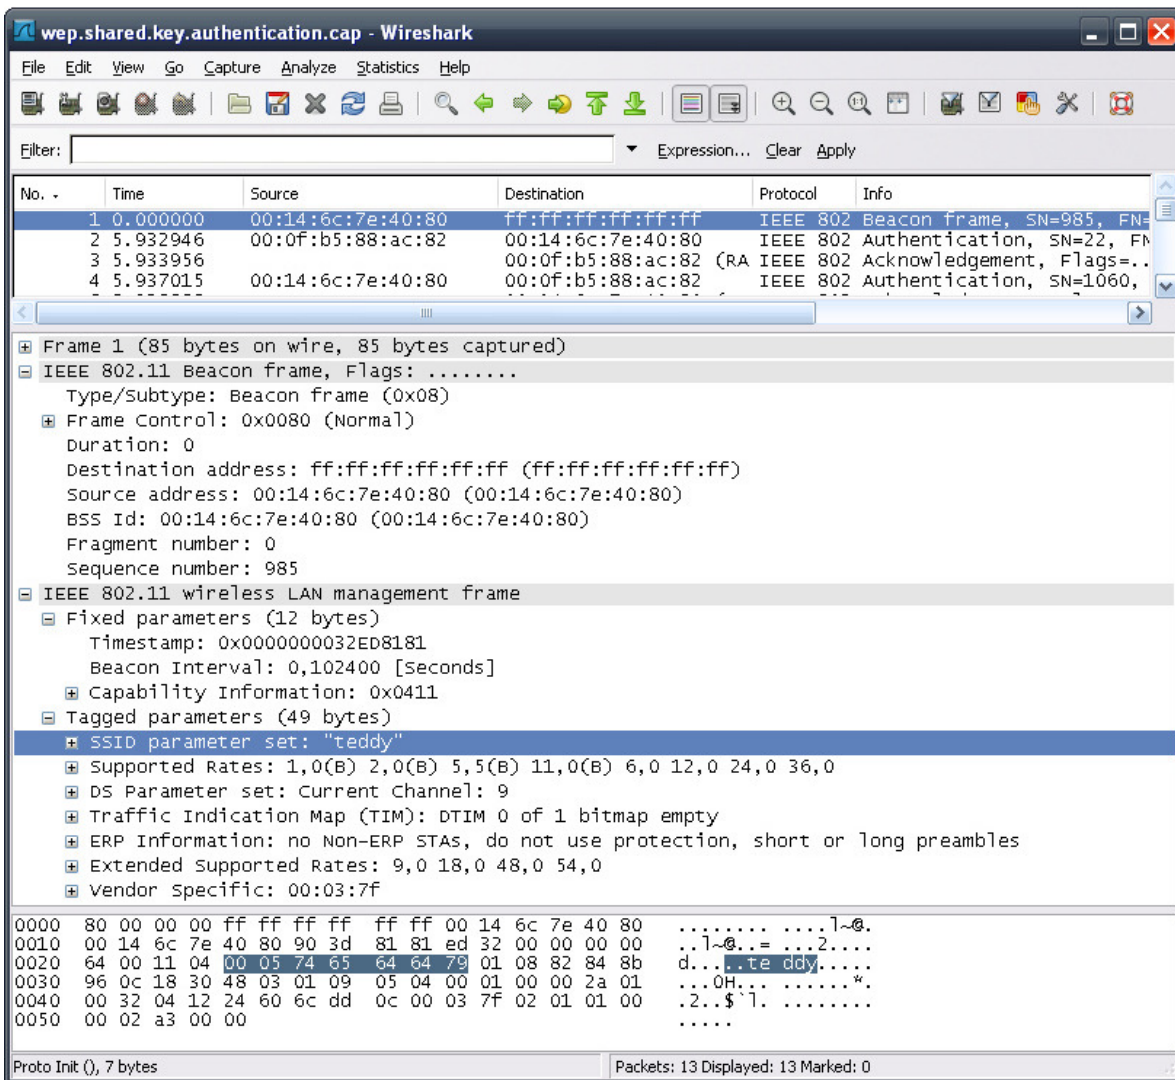 wep.shared.key.authentication.cap - Wireshark
File Edit View Go Capture Analyze Statistics Help
Filter: Expression... Clear Apply
No. Time Source Destination Protocol Info
1 0.000000 00:14:6c:7e:40:80 ff:ff:ff:ff:ff:ff IEEE 802 Beacon frame, SN=985, FN=
2 5.932946 00:0f:b5:88:ac:82 00:14:6c:7e:40:80 IEEE 802 Authentication, SN=22, FN
3 5.933956 00:0f:b5:88:ac:82 (RA IEEE 802 Acknowledgement, Flags=..
4 5.937015 00:14:6c:7e:40:80 00:0f:b5:88:ac:82 IEEE 802 Authentication, SN=1060,
Frame 1 (85 bytes on wire, 85 bytes captured)
IEEE 802.11 Beacon frame, Flags: ........
Type/Subtype: Beacon frame (0x08)
Frame Control: 0x0080 (Normal)
Duration: 0
Destination address: ff:ff:ff:ff:ff:ff (ff:ff:ff:ff:ff:ff)
Source address: 00:14:6c:7e:40:80 (00:14:6c:7e:40:80)
BSS Id: 00:14:6c:7e:40:80 (00:14:6c:7e:40:80)
Fragment number: 0
Sequence number: 985
IEEE 802.11 wireless LAN management frame
Fixed parameters (12 bytes)
Timestamp: 0x0000000032ED8181
Beacon Interval: 0,102400 [Seconds]
Capability Information: 0x0411
Tagged parameters (49 bytes)
SSID parameter set: "teddy"
Supported Rates: 1,0(B) 2,0(B) 5,5(B) 11,0(B) 6,0 12,0 24,0 36,0
DS Parameter set: Current Channel: 9
Traffic Indication Map (TIM): DTIM 0 of 1 bitmap empty
ERP Information: no Non-ERP STAs, do not use protection, short or long preambles
Extended Supported Rates: 9,0 18,0 48,0 54,0
Vendor Specific: 00:03:7f
0000 80 00 00 00 ff ff ff ff ff ff 00 14 6c 7e 40 80 ........ ....l~@.
0010 00 14 6c 7e 40 80 90 3d 81 81 ed 32 00 00 00 00 ..l~@..= ...2....
0020 64 00 11 04 00 05 74 65 64 64 79 01 08 82 84 8b d.....te ddy.....
0030 96 0c 18 30 48 03 01 09 05 04 00 01 00 00 2a 01 ...0H... ......*.
0040 00 32 04 12 24 60 6c dd 0c 00 03 7f 02 01 01 00 .2..$`l. ........
0050 00 02 a3 00 00 .....
Proto Init (), 7 bytes Packets: 13 Displayed: 13 Marked: 0